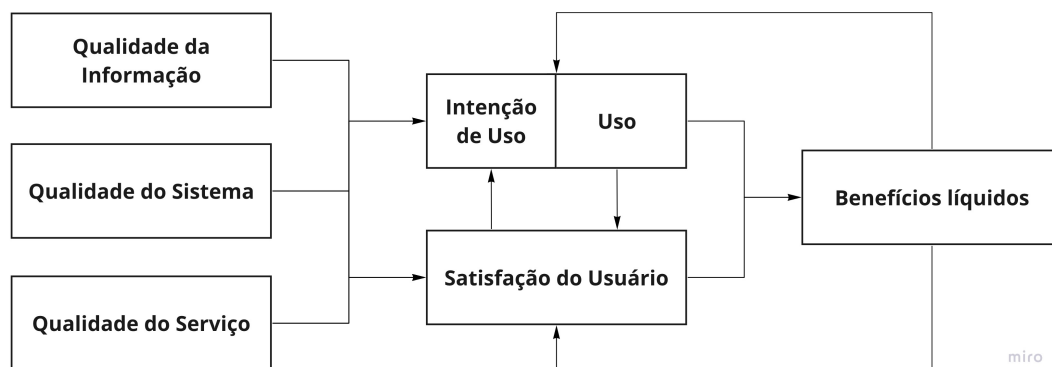 Qualidade da
Informação
Intenção
de Uso
Uso
Qualidade do Sistema
Benefícios líquidos
Satisfação do Usuário
Qualidade do Serviço
miro